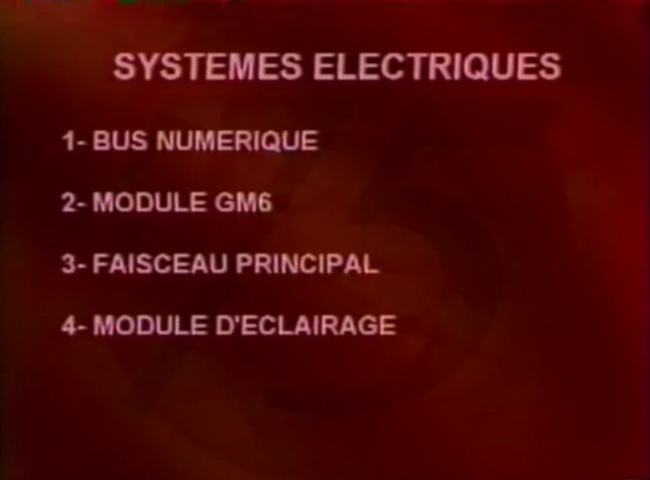 SYSTEMES ELECTRIQUES
1- BUS NUMERIQUE
2- MODULE GM6
3- FAISCEAU PRINCIPAL
4- MODULE D'ECLAIRAGE